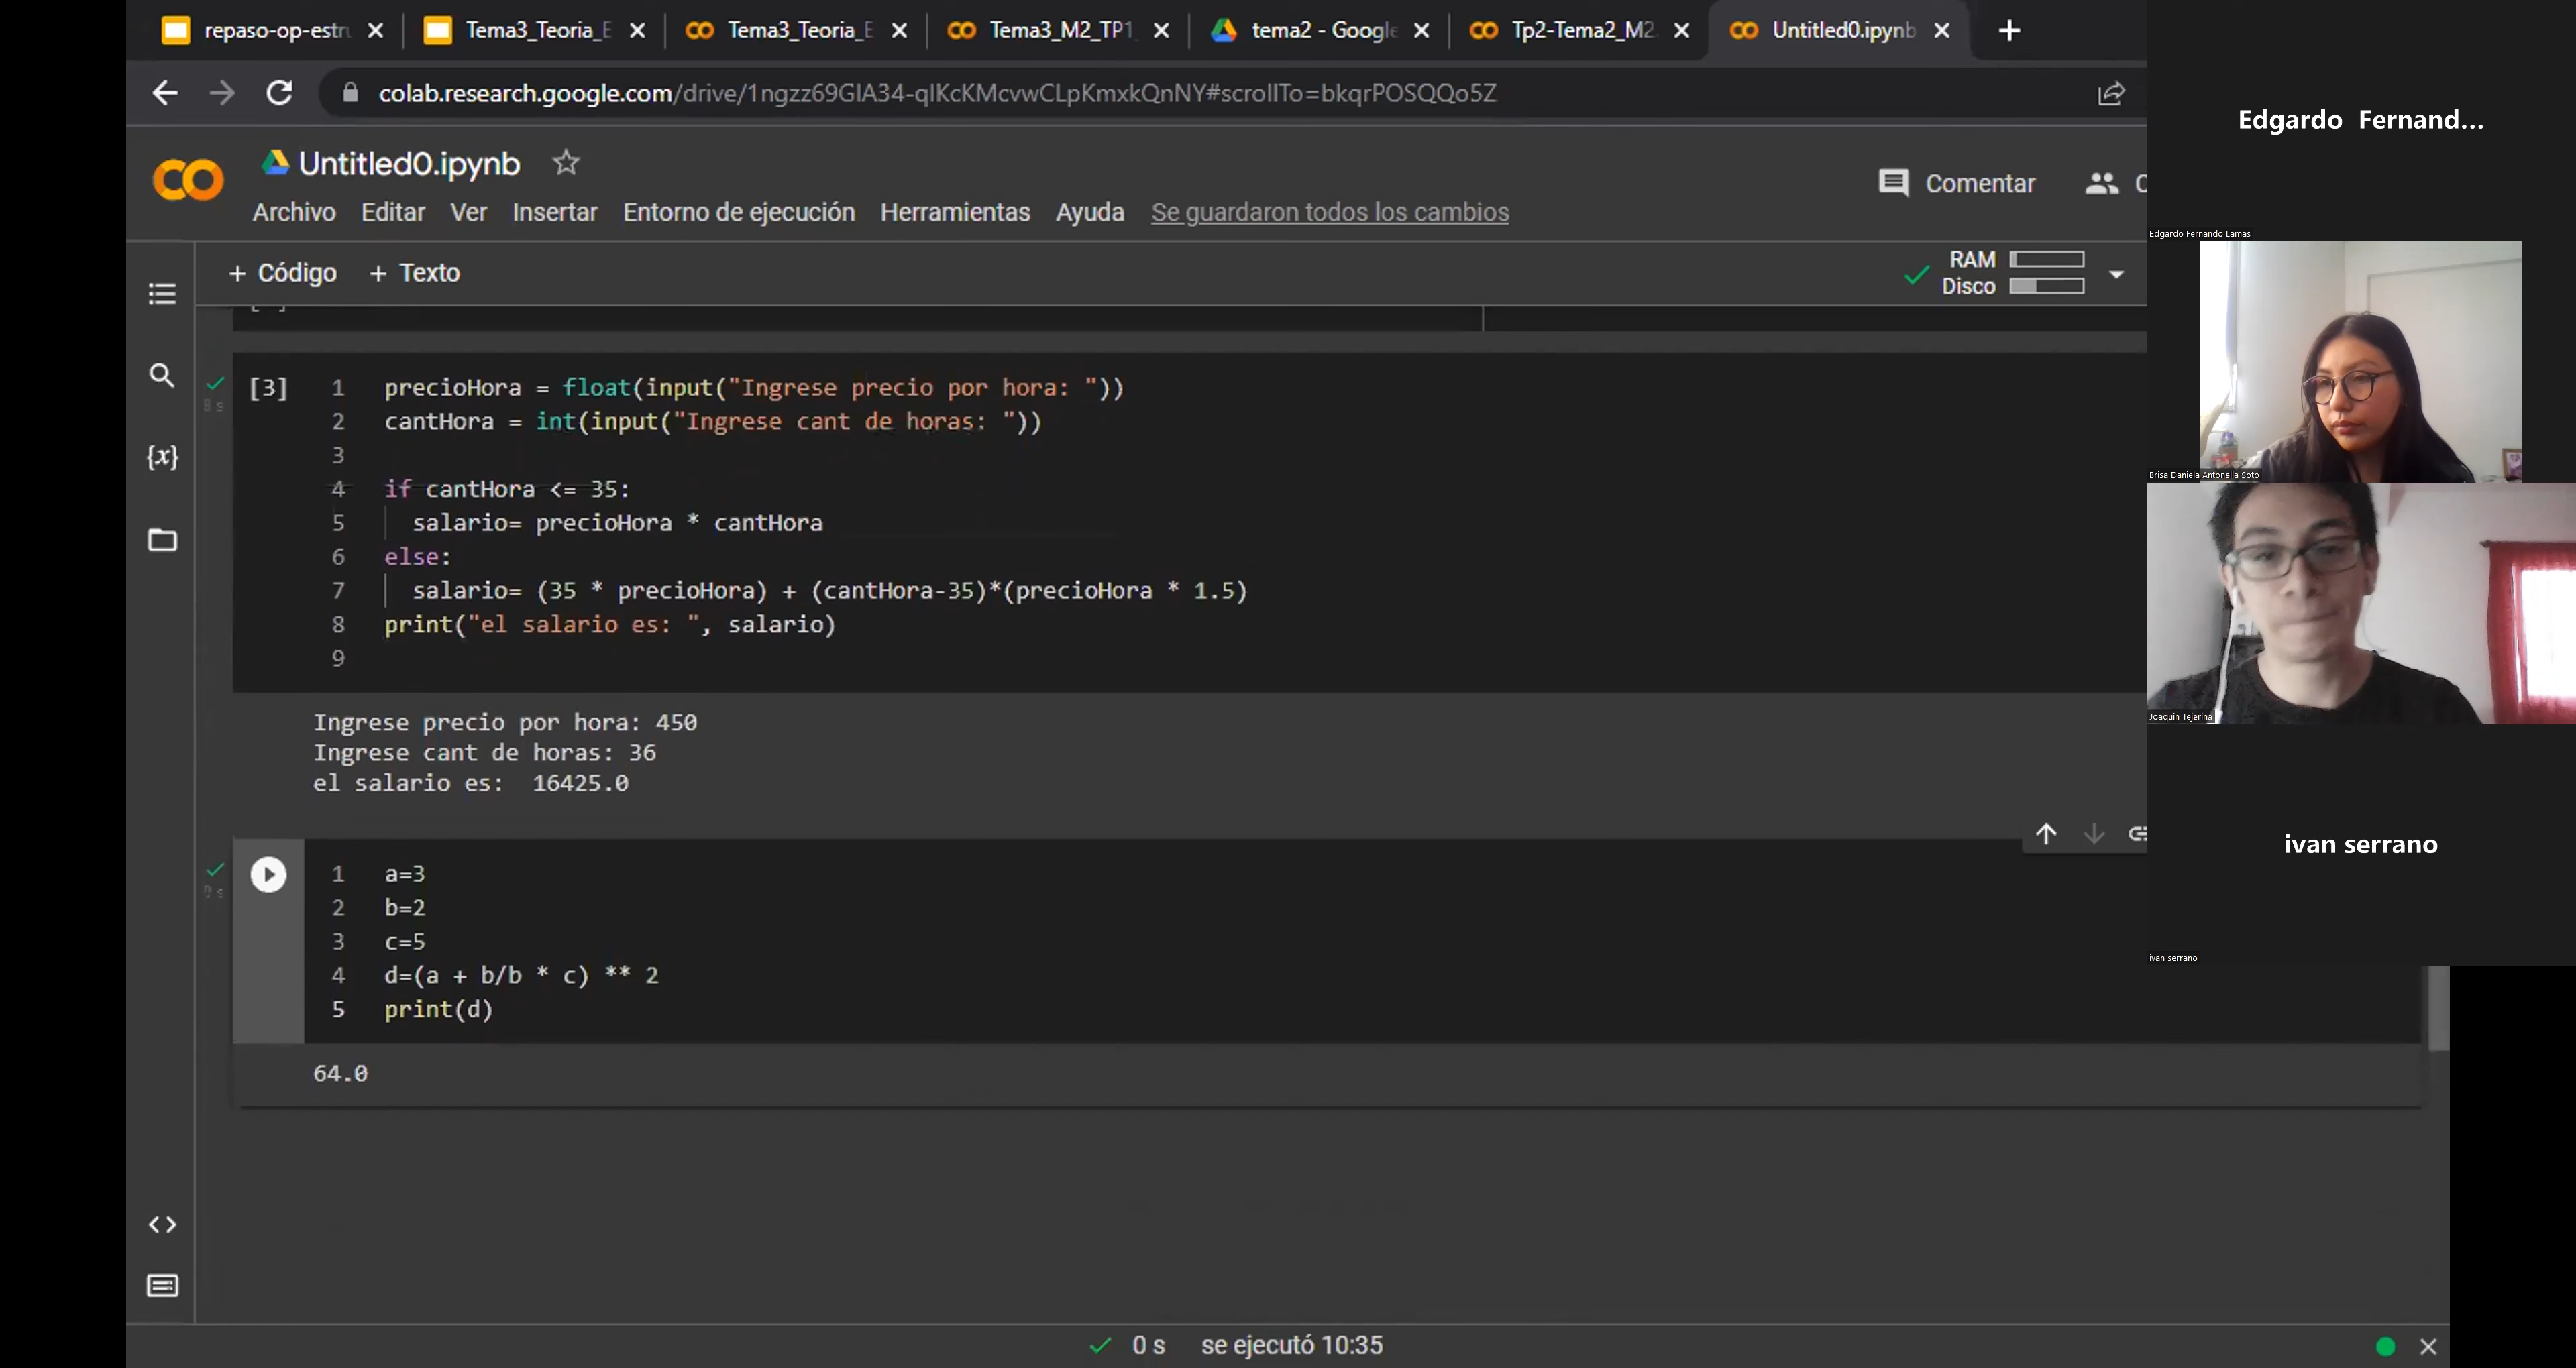 repaso-op-estru
Tema3_Teoria_E
Tema3_Teoria_E
Tema3_M2_TP1_
tema2 - Google
Tp2-Tema2_M2.
Untitled0.ipynb
colab.research.google.com/drive/1ngzz69GIA34-qIKcKMcvwCLpKmxkQnNY#scrollTo=bkqrPOSQQo5Z
Untitled0.ipynb
Comentar
Archivo Editar Ver Insertar Entorno de ejecución Herramientas Ayuda Se guardaron todos los cambios
+ Código + Texto
RAM
Disco
[3]
8 s
1 precioHora = float(input("Ingrese precio por hora: "))
2 cantHora = int(input("Ingrese cant de horas: "))
3
4 if cantHora <= 35:
5 salario= precioHora * cantHora
6 else:
7 salario= (35 * precioHora) + (cantHora-35)*(precioHora * 1.5)
8 print("el salario es: ", salario)
9
Ingrese precio por hora: 450
Ingrese cant de horas: 36
el salario es:  16425.0
0 s
1 a=3
2 b=2
3 c=5
4 d=(a + b/b * c) ** 2
5 print(d)
64.0
0 s se ejecutó 10:35
Edgardo Fernand...
Edgardo Fernando Lamas
Brisa Daniela Antonella Soto
Joaquin Tejerina
ivan serrano
ivan serrano